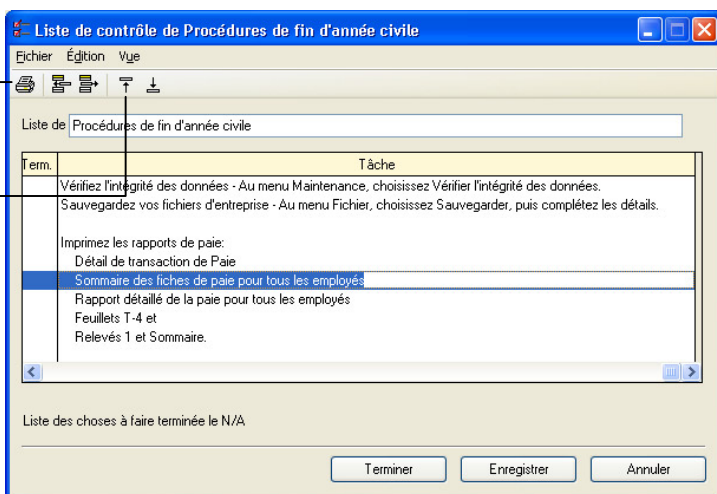 Liste de contrôle de Procédures de fin d'année civile
Fichier Édition Vue
Liste de Procédures de fin d'année civile
Term. Tâche
Vérifiez l'intégrité des données - Au menu Maintenance, choisissez Vérifier l'intégrité des données.
Sauvegardez vos fichiers d'entreprise - Au menu Fichier, choisissez Sauvegarder, puis complétez les détails.
Imprimez les rapports de paie:
Détail de transaction de Paie
Sommaire des fiches de paie pour tous les employés
Rapport détaillé de la paie pour tous les employés
Feuillets T-4 et
Relevés 1 et Sommaire.
Liste des choses à faire terminée le N/A
Terminer Enregistrer Annuler